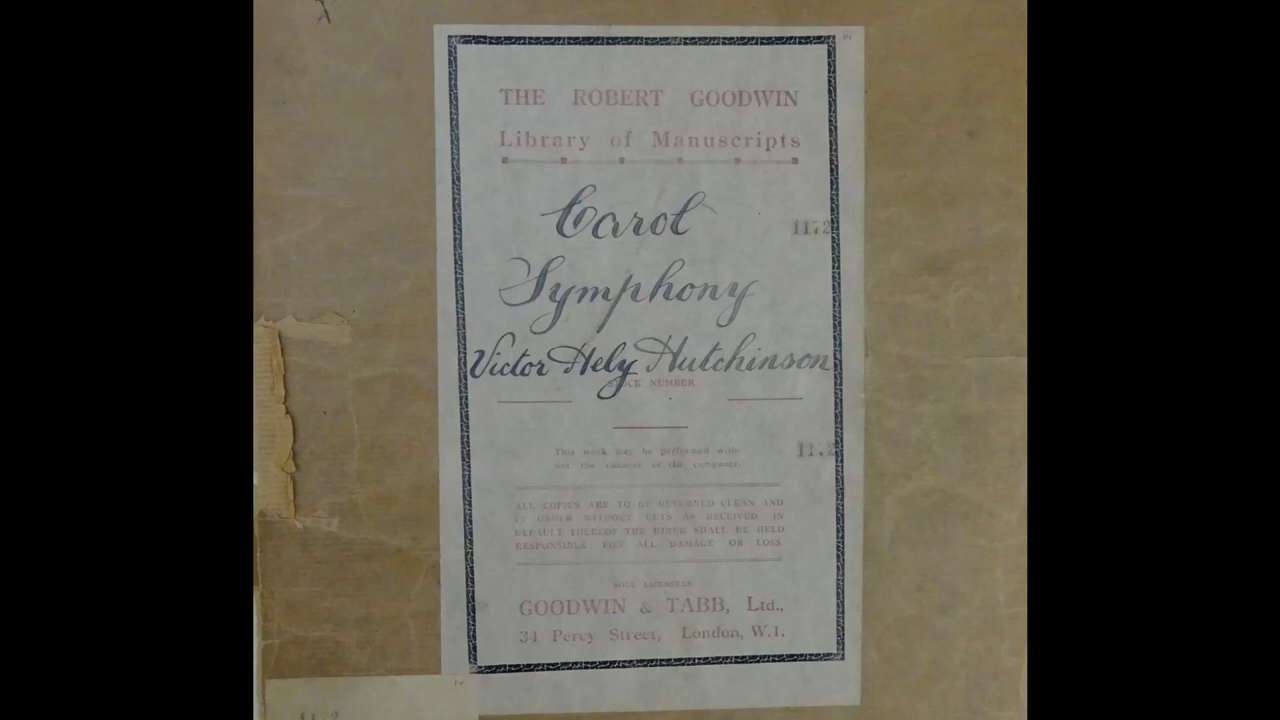 THE ROBERT GOODWIN
Library of Manuscripts
Carol
1172
Symphony
Victor Hely Hutchinson
STOCK NUMBER
This work may be performed with-
out the consent of the composer.
1172
ALL COPIES ARE TO BE RETURNED CLEAN AND
IN ORDER WITHOUT CUTS AS RECEIVED IN
DEFAULT THEREOF THE HIRER SHALL BE HELD
RESPONSIBLE FOR ALL DAMAGE OR LOSS
SOLE LICENSEES
GOODWIN & TABB, Ltd.,
34 Percy Street, London, W.1.